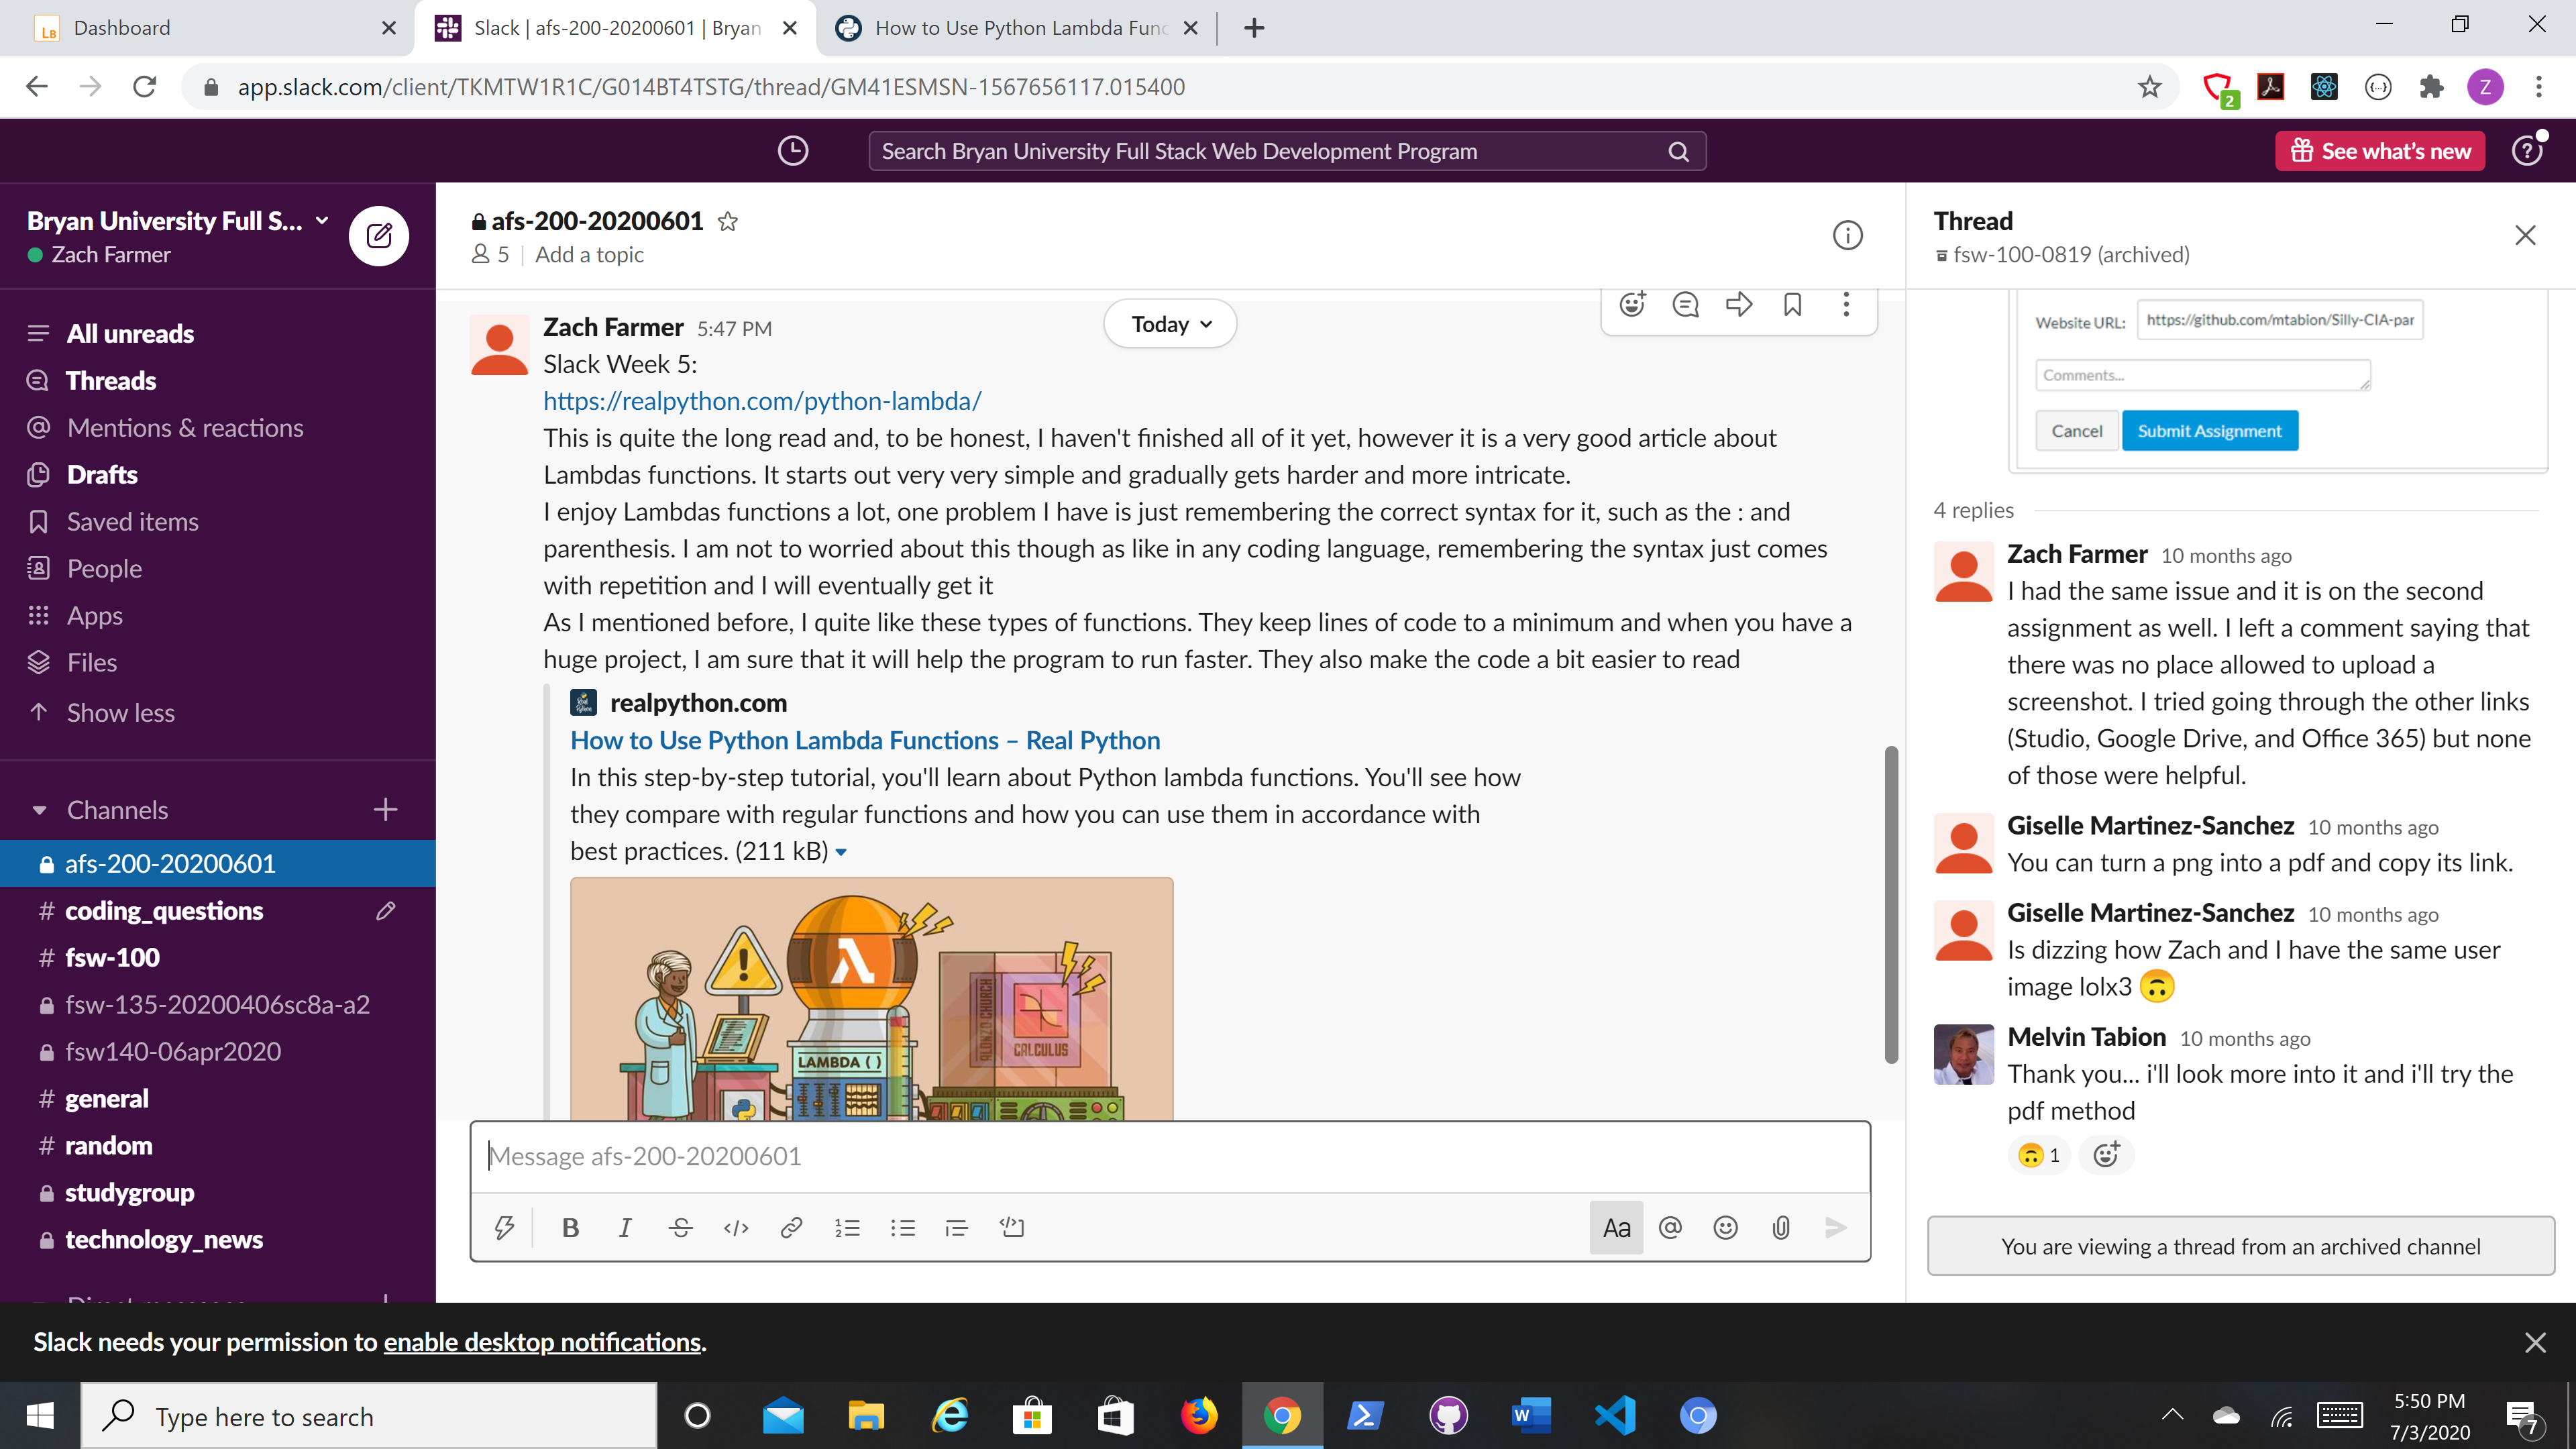 Dashboard
Slack | afs-200-20200601 | Bryan
How to Use Python Lambda Func
app.slack.com/client/TKMTW1R1C/G014BT4TSTG/thread/GM41ESMSN-1567656117.015400
2
Z
Search Bryan University Full Stack Web Development Program
See what's new
Bryan University Full S...
Zach Farmer
All unreads
Threads
Mentions & reactions
Drafts
Saved items
People
Apps
Files
Show less
Channels
afs-200-20200601
# coding_questions
# fsw-100
fsw-135-20200406sc8a-a2
fsw140-06apr2020
# general
# random
studygroup
technology_news
afs-200-20200601
5 | Add a topic
Today
Zach Farmer 5:47 PM
Slack Week 5:
https://realpython.com/python-lambda/
This is quite the long read and, to be honest, I haven't finished all of it yet, however it is a very good article about
Lambdas functions. It starts out very very simple and gradually gets harder and more intricate.
I enjoy Lambdas functions a lot, one problem I have is just remembering the correct syntax for it, such as the : and
parenthesis. I am not to worried about this though as like in any coding language, remembering the syntax just comes
with repetition and I will eventually get it
As I mentioned before, I quite like these types of functions. They keep lines of code to a minimum and when you have a
huge project, I am sure that it will help the program to run faster. They also make the code a bit easier to read
realpython.com
How to Use Python Lambda Functions – Real Python
In this step-by-step tutorial, you'll learn about Python lambda functions. You'll see how
they compare with regular functions and how you can use them in accordance with
best practices. (211 kB)
λ
LAMBDA ( )
ALONZO CHURCH
CALCULUS
Message afs-200-20200601
B I S </> Aa @
Thread
fsw-100-0819 (archived)
Website URL: https://github.com/mtabion/Silly-CIA-par
Comments...
Cancel Submit Assignment
4 replies
Zach Farmer 10 months ago
I had the same issue and it is on the second
assignment as well. I left a comment saying that
there was no place allowed to upload a
screenshot. I tried going through the other links
(Studio, Google Drive, and Office 365) but none
of those were helpful.
Giselle Martinez-Sanchez 10 months ago
You can turn a png into a pdf and copy its link.
Giselle Martinez-Sanchez 10 months ago
Is dizzing how Zach and I have the same user
image lolx3 🙃
Melvin Tabion 10 months ago
Thank you... i'll look more into it and i'll try the
pdf method
🙃 1
You are viewing a thread from an archived channel
Slack needs your permission to enable desktop notifications.
Type here to search
5:50 PM
7/3/2020
7